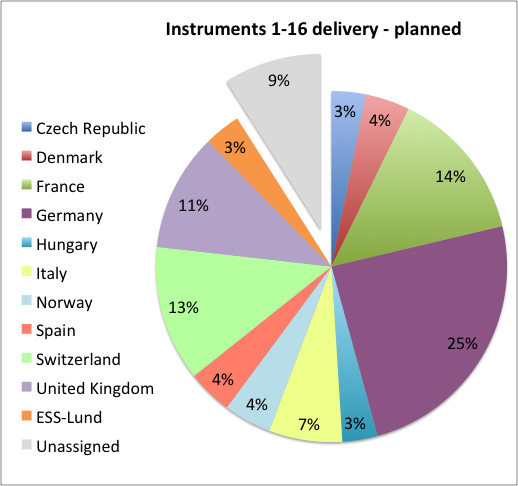 Instruments 1-16 delivery - planned
Czech Republic
Denmark
France
Germany
Hungary
Italy
Norway
Spain
Switzerland
United Kingdom
ESS-Lund
Unassigned
3%
4%
14%
25%
3%
7%
4%
4%
13%
11%
3%
9%